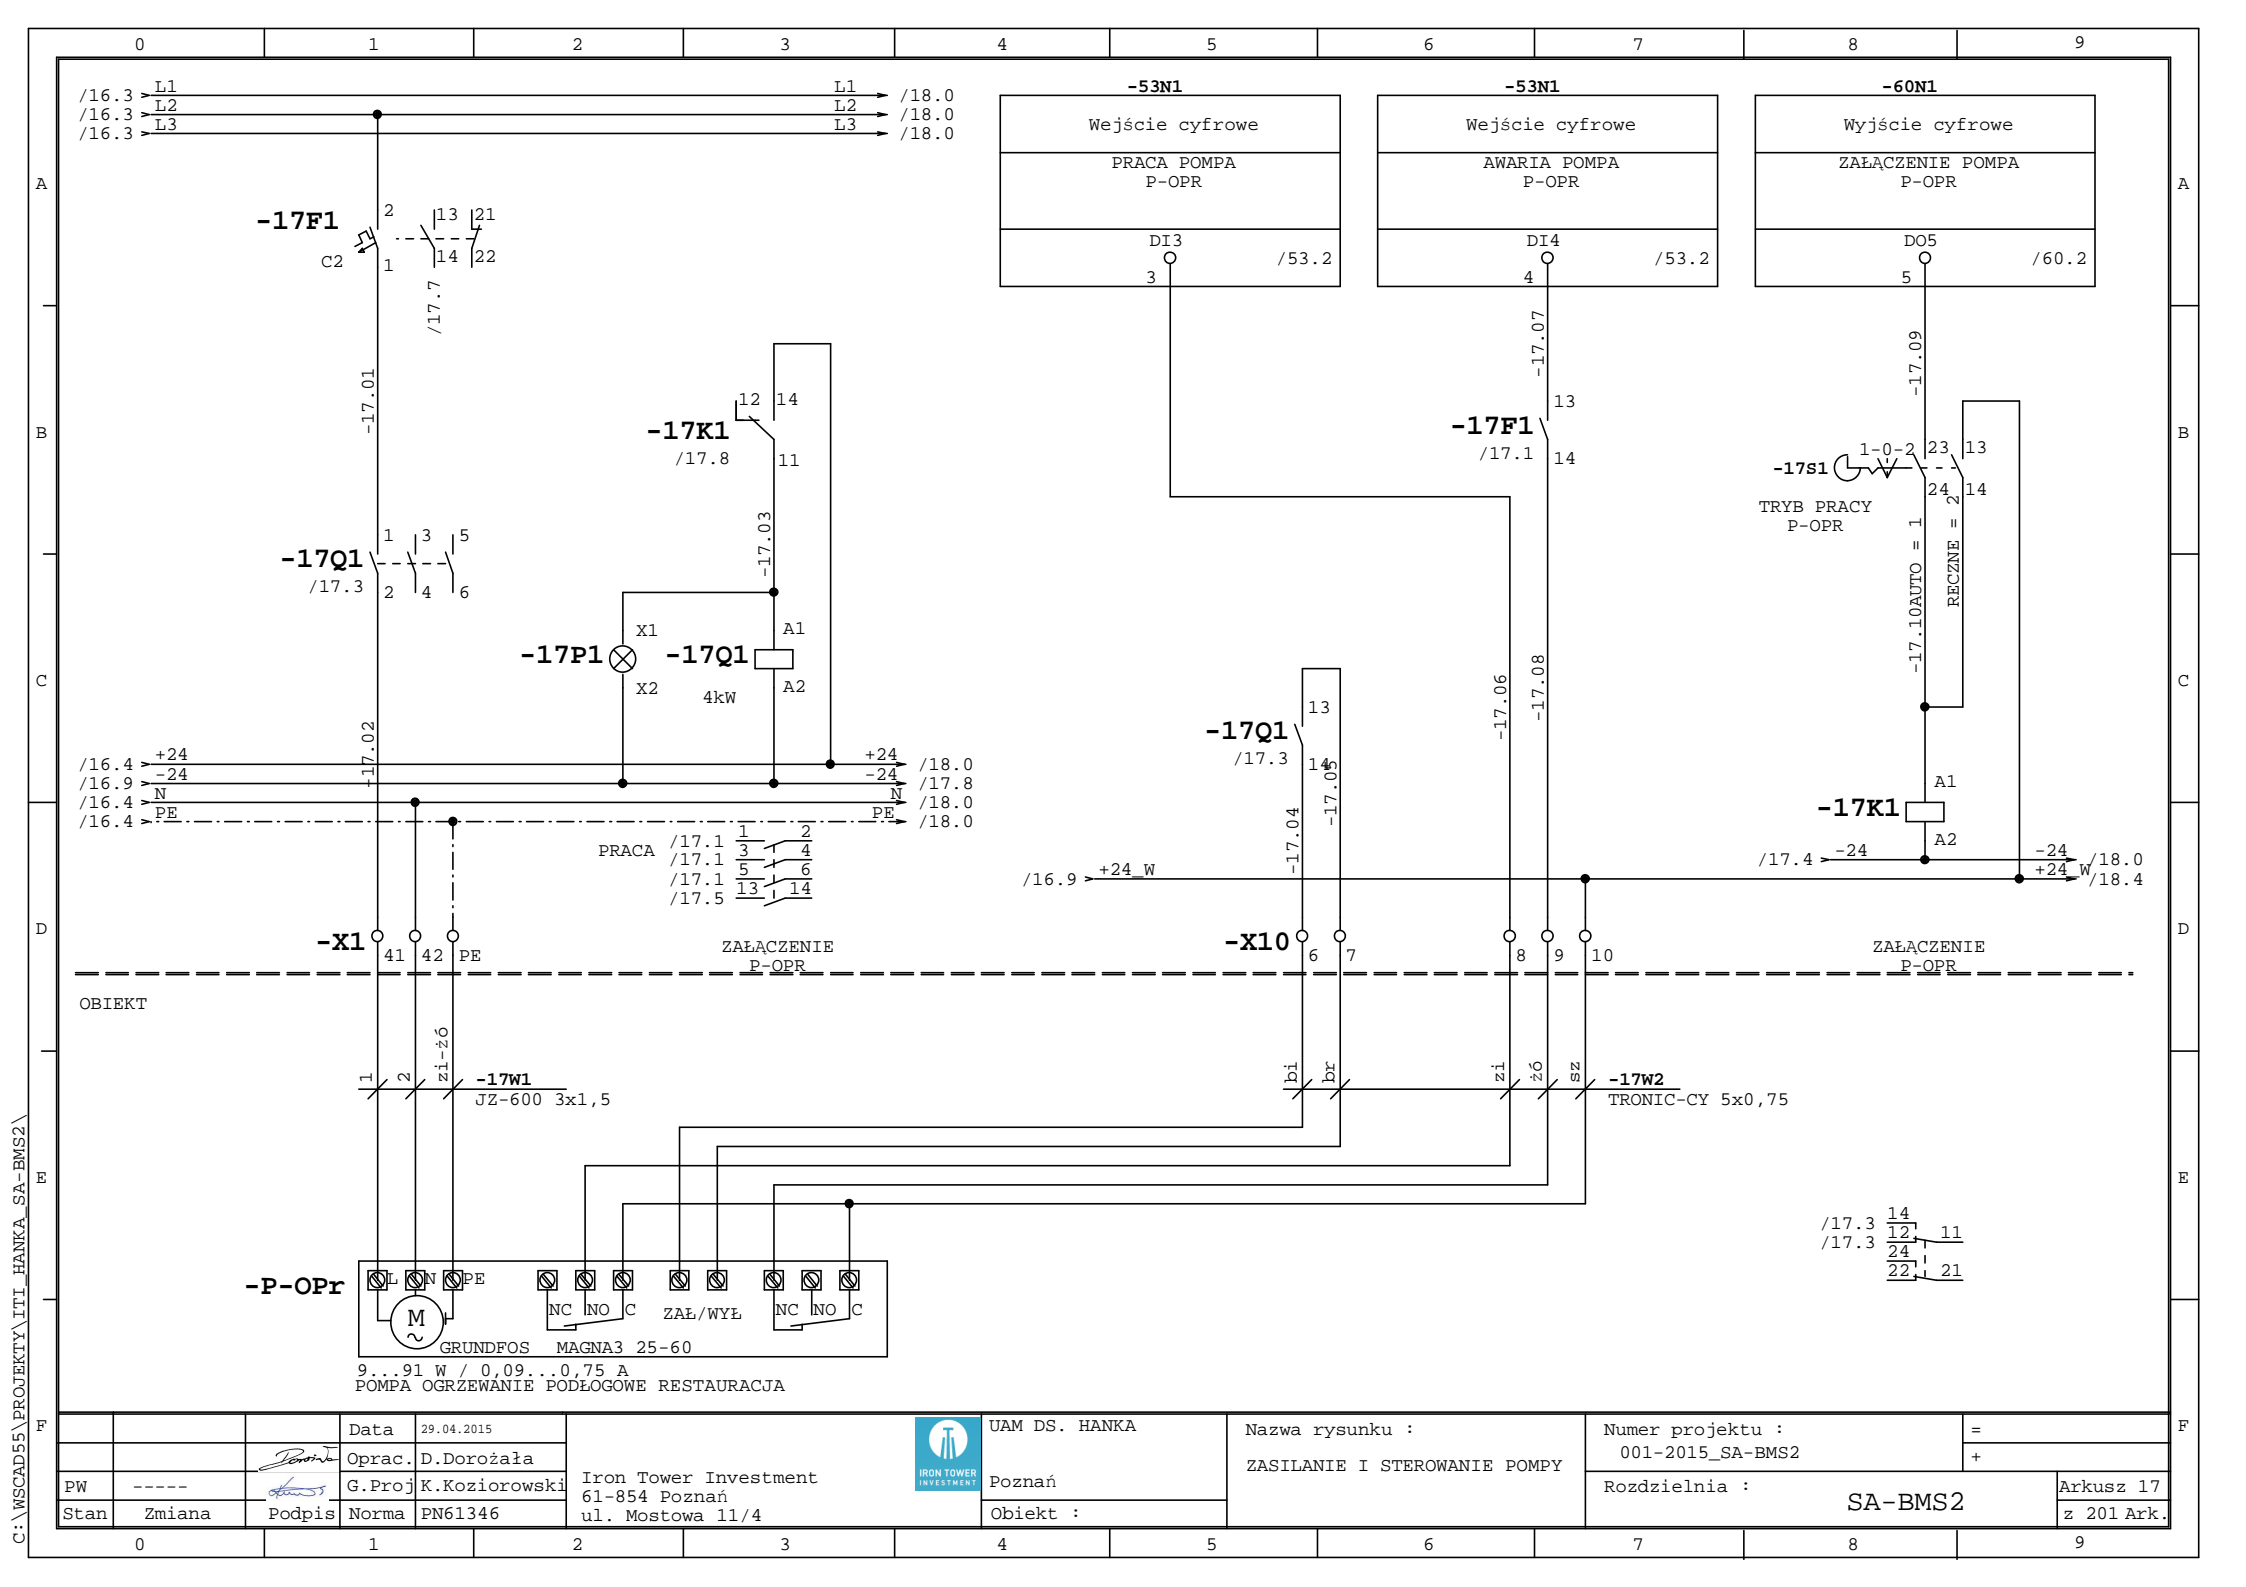 0 1 2 3 4 5 6 7 8 9
/16.3 L1 L1 /18.0
/16.3 L2 L2 /18.0
/16.3 L3 L3 /18.0
-53N1
Wejście cyfrowe
PRACA POMPA
P-OPR
DI3
3
/53.2
-53N1
Wejście cyfrowe
AWARIA POMPA
P-OPR
DI4
4
/53.2
-60N1
Wyjście cyfrowe
ZAŁĄCZENIE POMPA
P-OPR
DO5
5
/60.2
A A
-17F1
C2
2
1
13 21
14 22
/17.7
-17.01
B B
-17K1
/17.8
12 14
11
-17.03
-17.07
-17F1
/17.1
13
14
-17.09
-17S1
1-0-2
23 13
24 14
TRYB PRACY
P-OPR
-17.10AUTO = 1
RECZNE = 2
-17Q1
/17.3
1 3 5
2 4 6
C C
-17P1
X1
X2
-17Q1
4kW
A1
A2
-17.02
-17Q1
/17.3
13
14
-17.04
-17.05
-17.06
-17.08
-17K1
A1
A2
/16.4 +24 +24 /18.0
/16.9 -24 -24 /17.8
/16.4 N N /18.0
/16.4 PE PE /18.0
PRACA
/17.1 1 2
/17.1 3 4
/17.1 5 6
/17.5 13 14
/17.4 -24 -24 /18.0
/16.9 +24_W +24_W /18.4
D D
-X1
41 42 PE
ZAŁĄCZENIE
P-OPR
-X10
6 7 8 9 10
ZAŁĄCZENIE
P-OPR
OBIEKT
1 2 zi-żó
-17W1
JZ-600 3x1,5
bi br zi żó sz
-17W2
TRONIC-CY 5x0,75
E E
/17.3 14
/17.3 12 11
24
22 21
-P-OPr
L N PE
M
NC NO C
ZAŁ/WYŁ
NC NO C
GRUNDFOS MAGNA3 25-60
9...91 W / 0,09...0,75 A
POMPA OGRZEWANIE PODŁOGOWE RESTAURACJA
F F
C:\WSCAD55\PROJEKTY\ITI_HANKA_SA-BMS2\
Data 29.04.2015
Oprac. D.Dorożała
PW ----- G.Proj K.Koziorowski
Stan Zmiana Podpis Norma PN61346
Iron Tower Investment
61-854 Poznań
ul. Mostowa 11/4
IRON TOWER
INVESTMENT
UAM DS. HANKA
Poznań
Obiekt :
Nazwa rysunku :
ZASILANIE I STEROWANIE POMPY
Numer projektu :
001-2015_SA-BMS2
Rozdzielnia :
SA-BMS2
=
+
Arkusz 17
z 201 Ark.
0 1 2 3 4 5 6 7 8 9